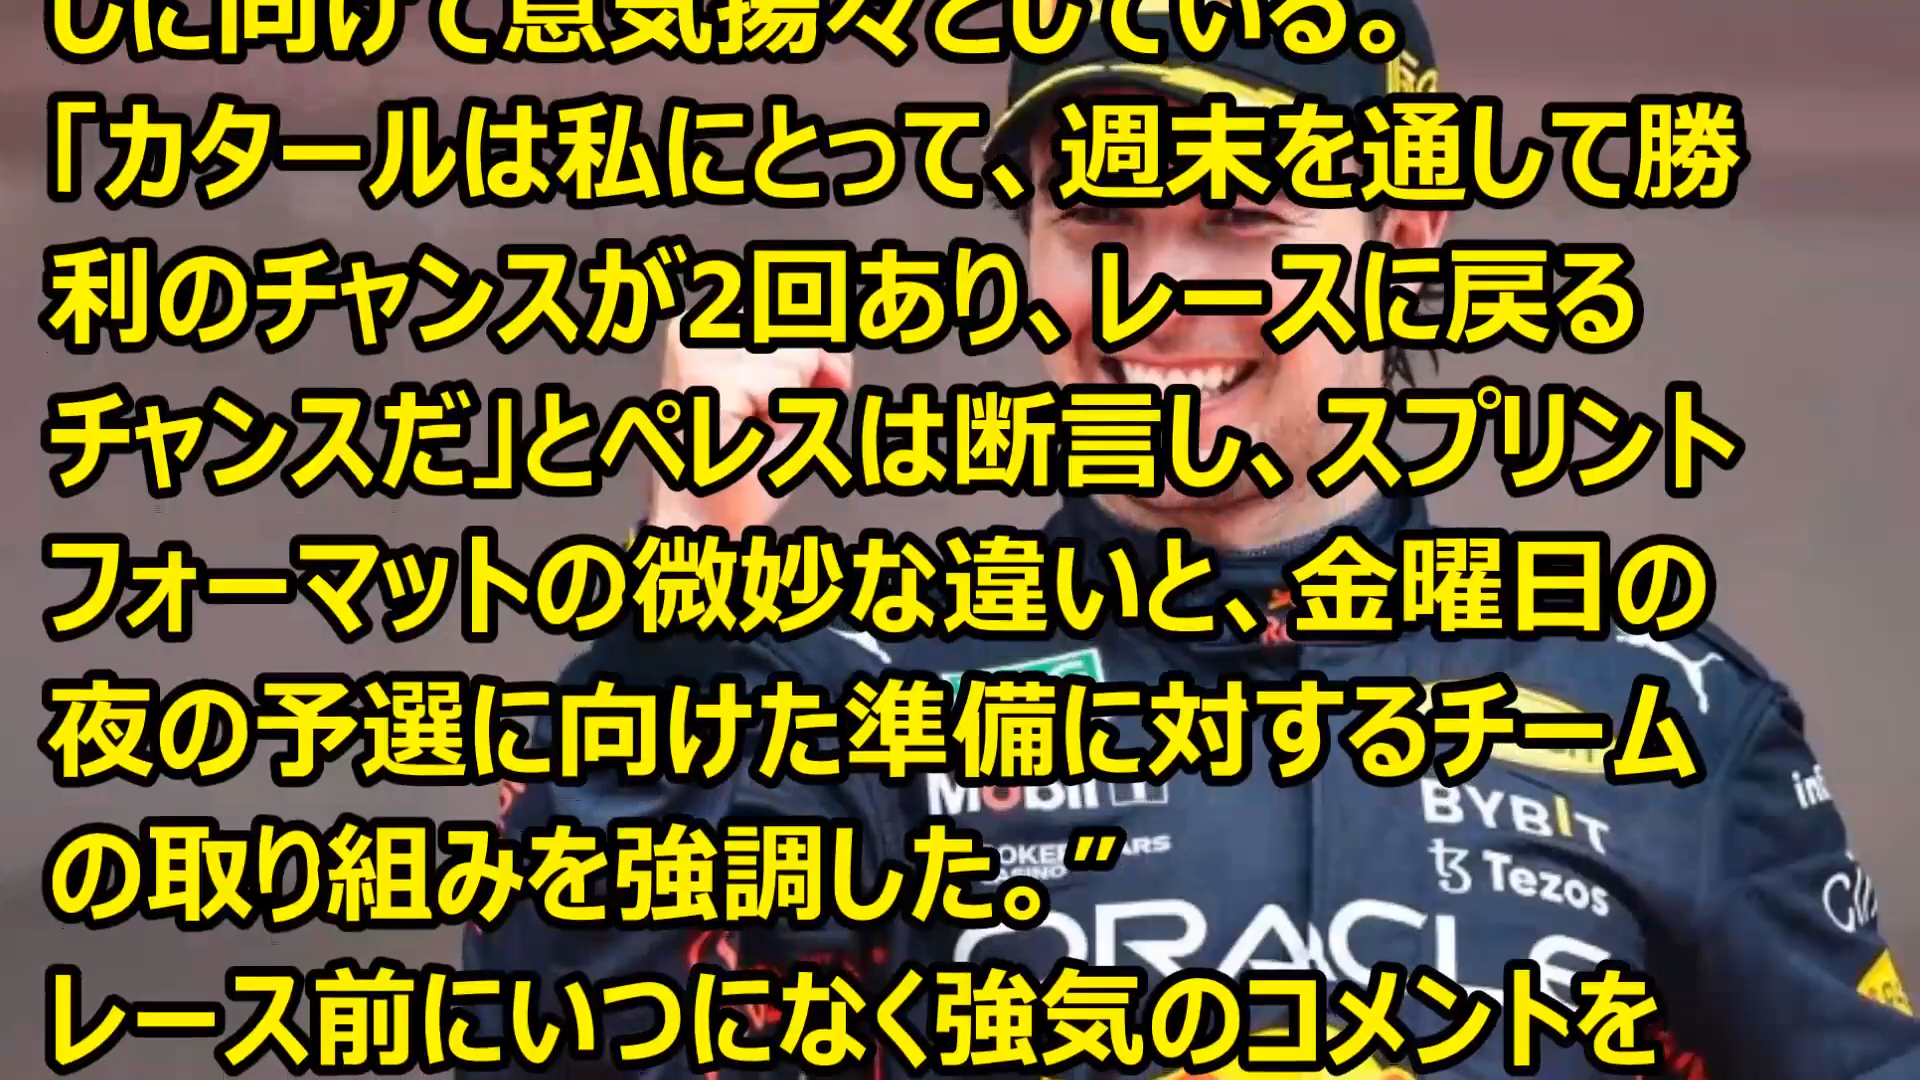 しに向けて意気揚々としている。
「カタールは私にとって、週末を通して勝
利のチャンスが2回あり、レースに戻る
チャンスだ」とペレスは断言し、スプリント
フォーマットの微妙な違いと、金曜日の
夜の予選に向けた準備に対するチーム
の取り組みを強調した。”
レース前にいつになく強気のコメントを
Mobil 1
BYBIT
Tezos
ORACLE